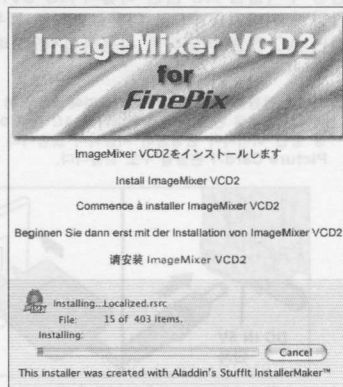 ImageMixer VCD2
for
FinePix
ImageMixer VCD2をインストールします
Install ImageMixer VCD2
Commence à installer ImageMixer VCD2
Beginnen Sie dann erst mit der Installation von ImageMixer VCD2
请安装 ImageMixer VCD2
Installing...Localized.rsrc
File: 15 of 403 items.
Installing:
Cancel
This installer was created with Aladdin's StuffIt InstallerMaker™